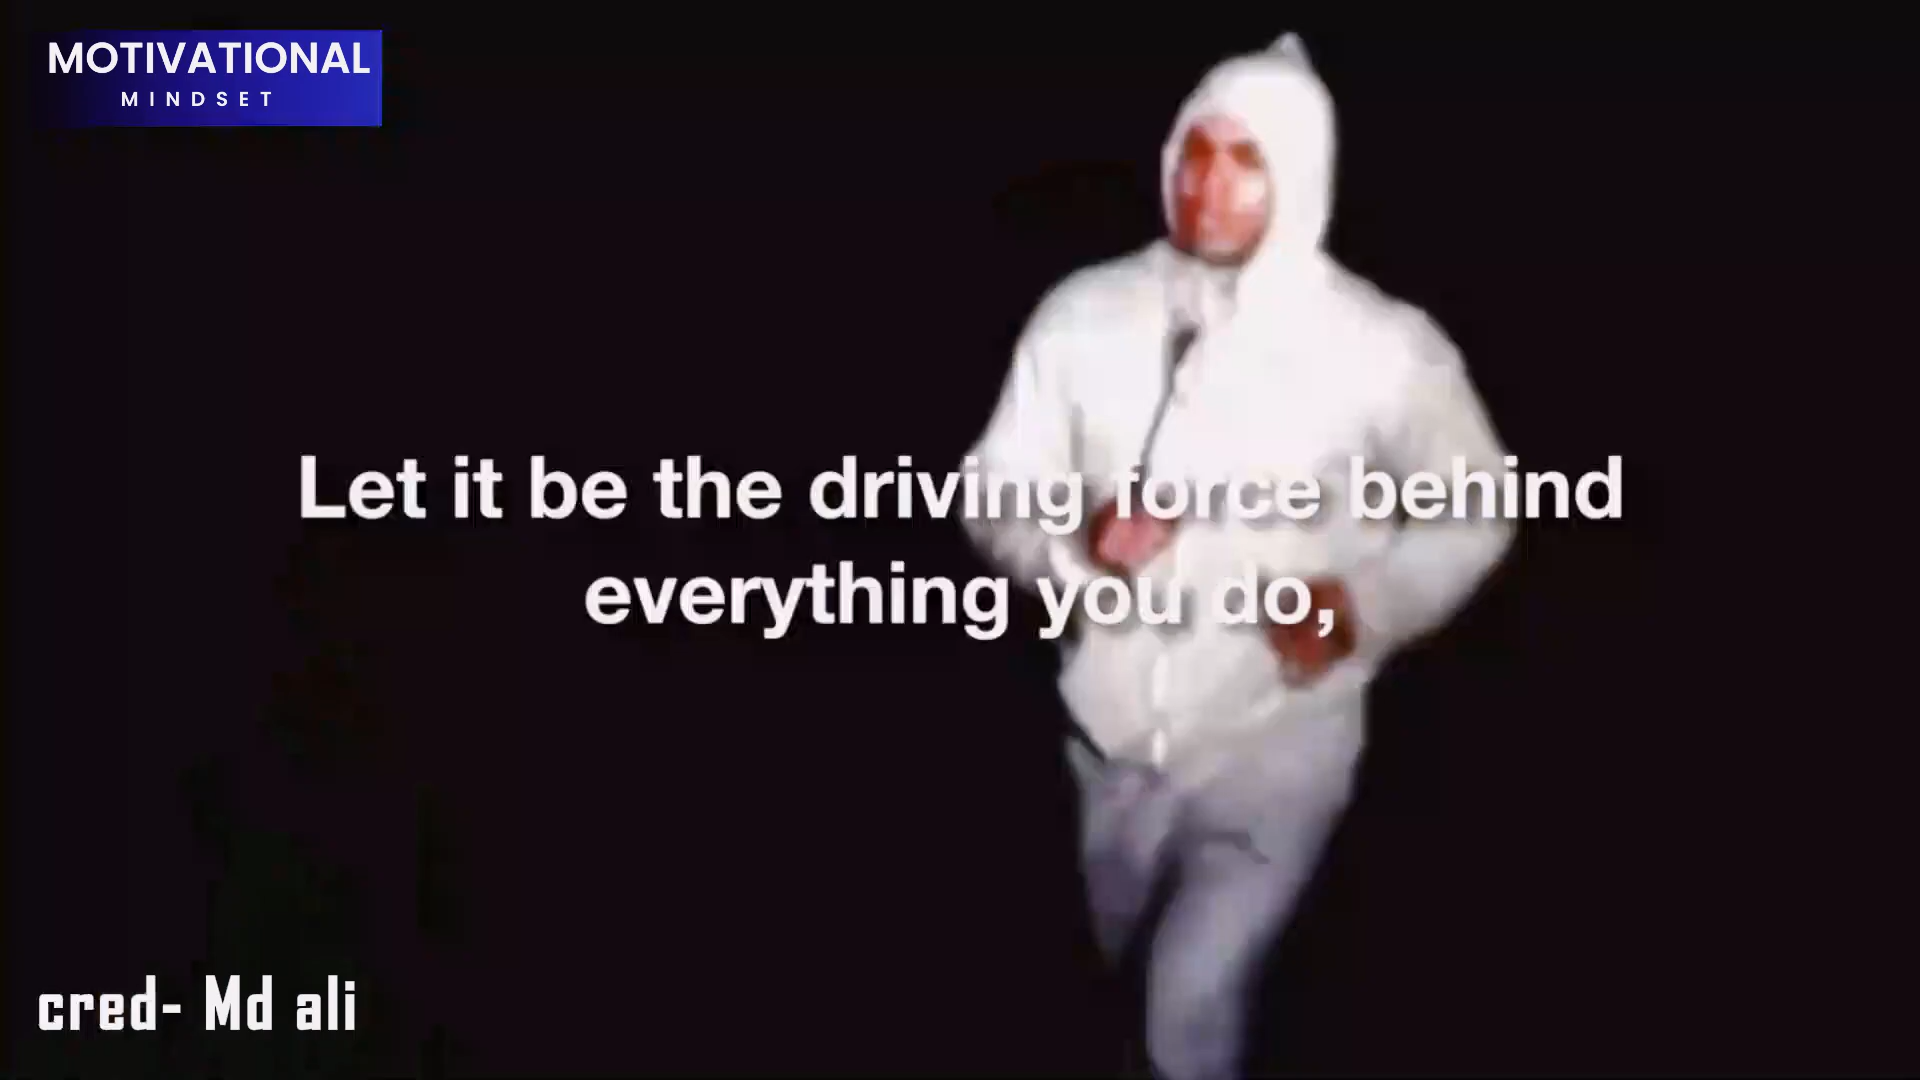 MOTIVATIONAL
MINDSET
Let it be the driving force behind
everything you do,
cred- Md ali